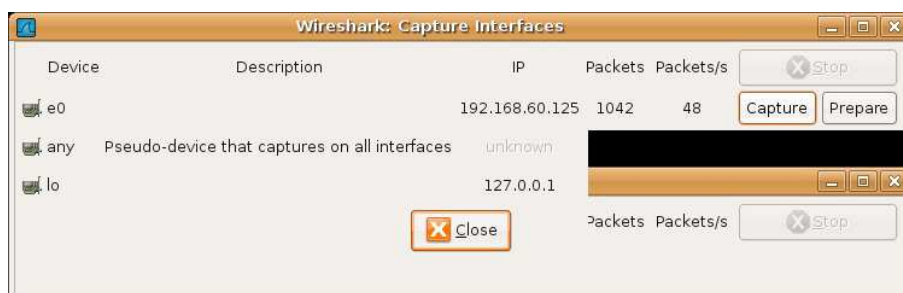 Wireshark: Capture Interfaces
Device Description IP Packets Packets/s Stop
e0 192.168.60.125 1042 48 Capture Prepare
any Pseudo-device that captures on all interfaces unknown
lo 127.0.0.1
Close Packets Packets/s Stop